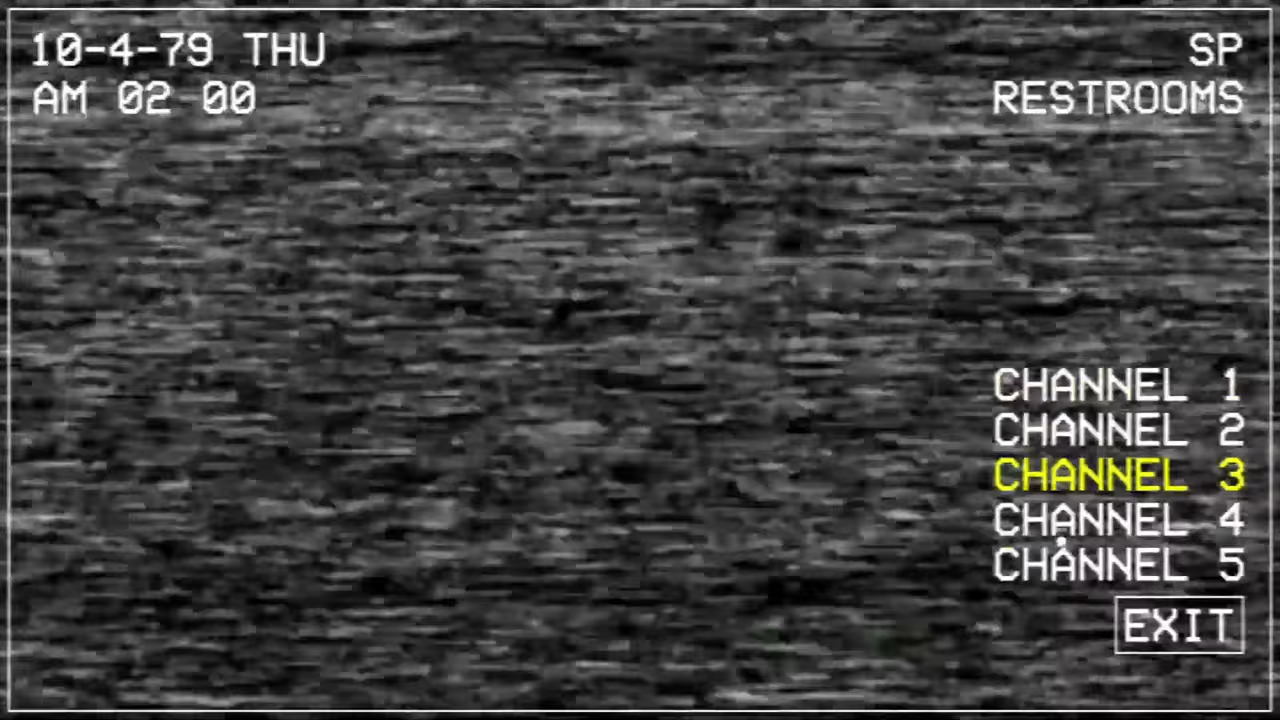 10-4-79 THU
AM 02 00
SP
RESTROOMS
CHANNEL 1
CHANNEL 2
CHANNEL 3
CHANNEL 4
CHANNEL 5
EXIT